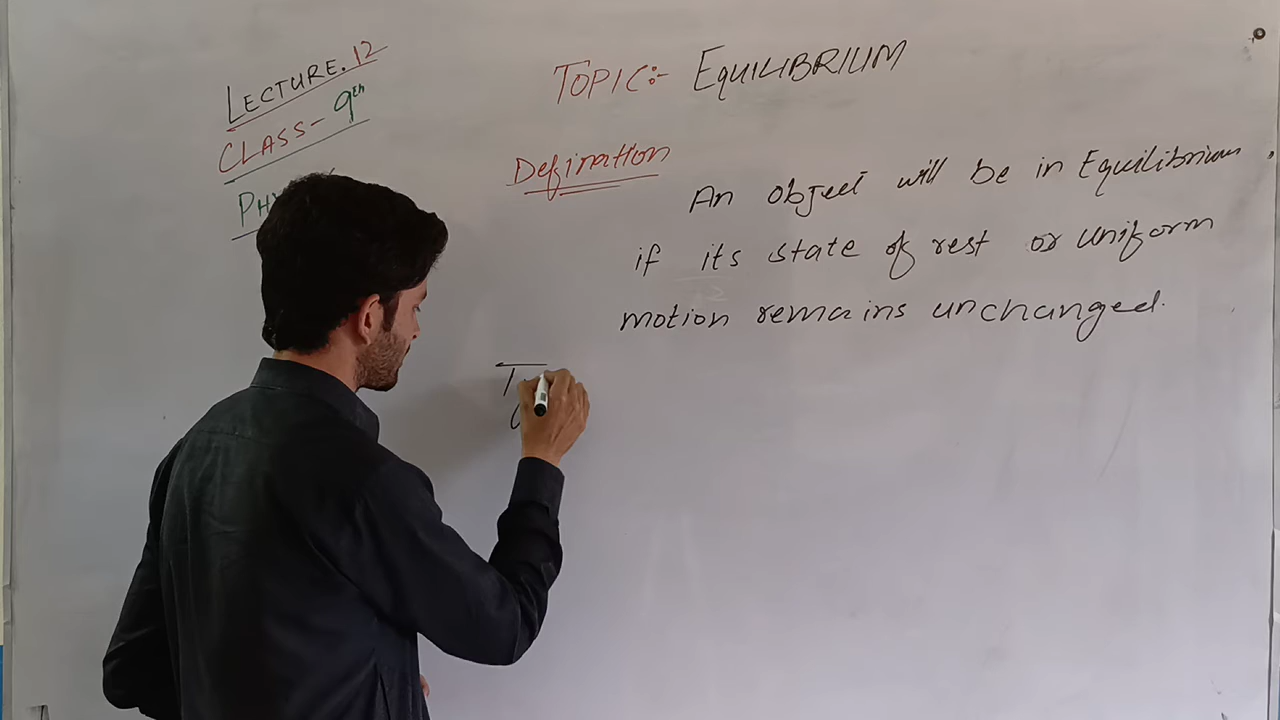 LECTURE.12
CLASS- 9th
TOPIC:- EQUILIBRIUM
Defination
An object will be in Equilibrium,
if its state of rest or uniform
motion remains unchanged.